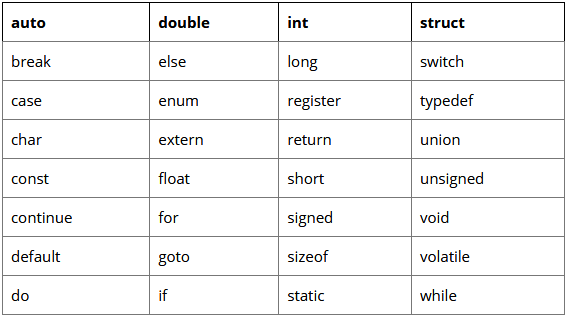 auto double int struct
break else long switch
case enum register typedef
char extern return union
const float short unsigned
continue for signed void
default goto sizeof volatile
do if static while